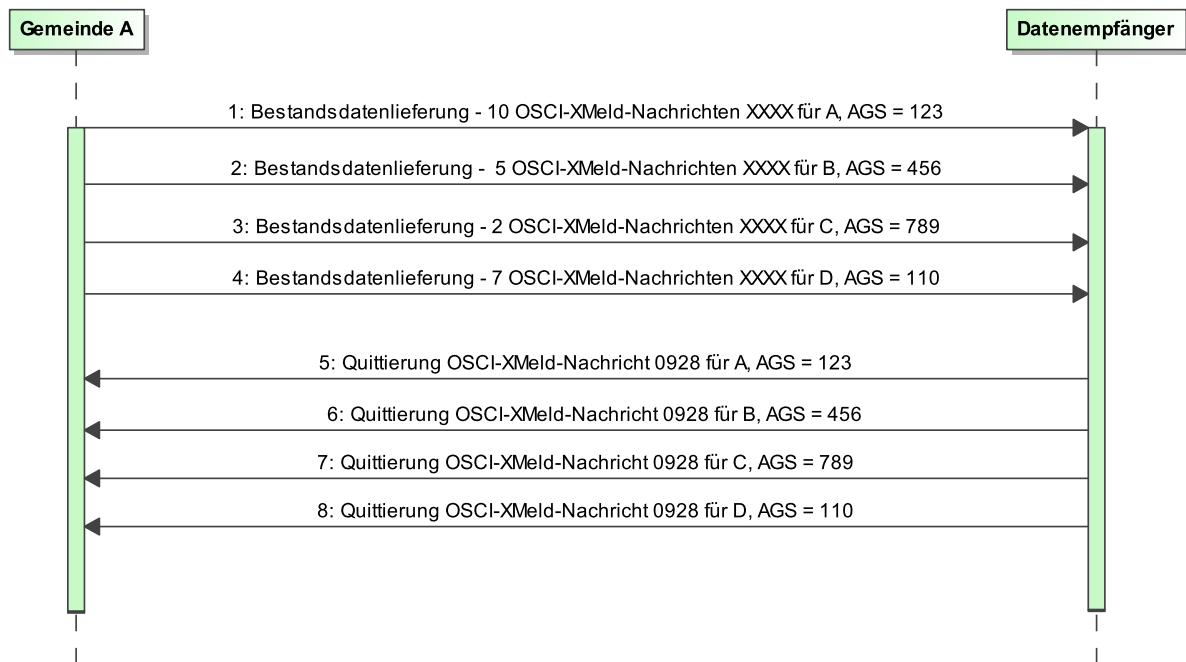 Gemeinde A
Datenempfänger
1: Bestandsdatenlieferung - 10 OSCI-XMeld-Nachrichten XXXX für A, AGS = 123
2: Bestandsdatenlieferung - 5 OSCI-XMeld-Nachrichten XXXX für B, AGS = 456
3: Bestandsdatenlieferung - 2 OSCI-XMeld-Nachrichten XXXX für C, AGS = 789
4: Bestandsdatenlieferung - 7 OSCI-XMeld-Nachrichten XXXX für D, AGS = 110
5: Quittierung OSCI-XMeld-Nachricht 0928 für A, AGS = 123
6: Quittierung OSCI-XMeld-Nachricht 0928 für B, AGS = 456
7: Quittierung OSCI-XMeld-Nachricht 0928 für C, AGS = 789
8: Quittierung OSCI-XMeld-Nachricht 0928 für D, AGS = 110